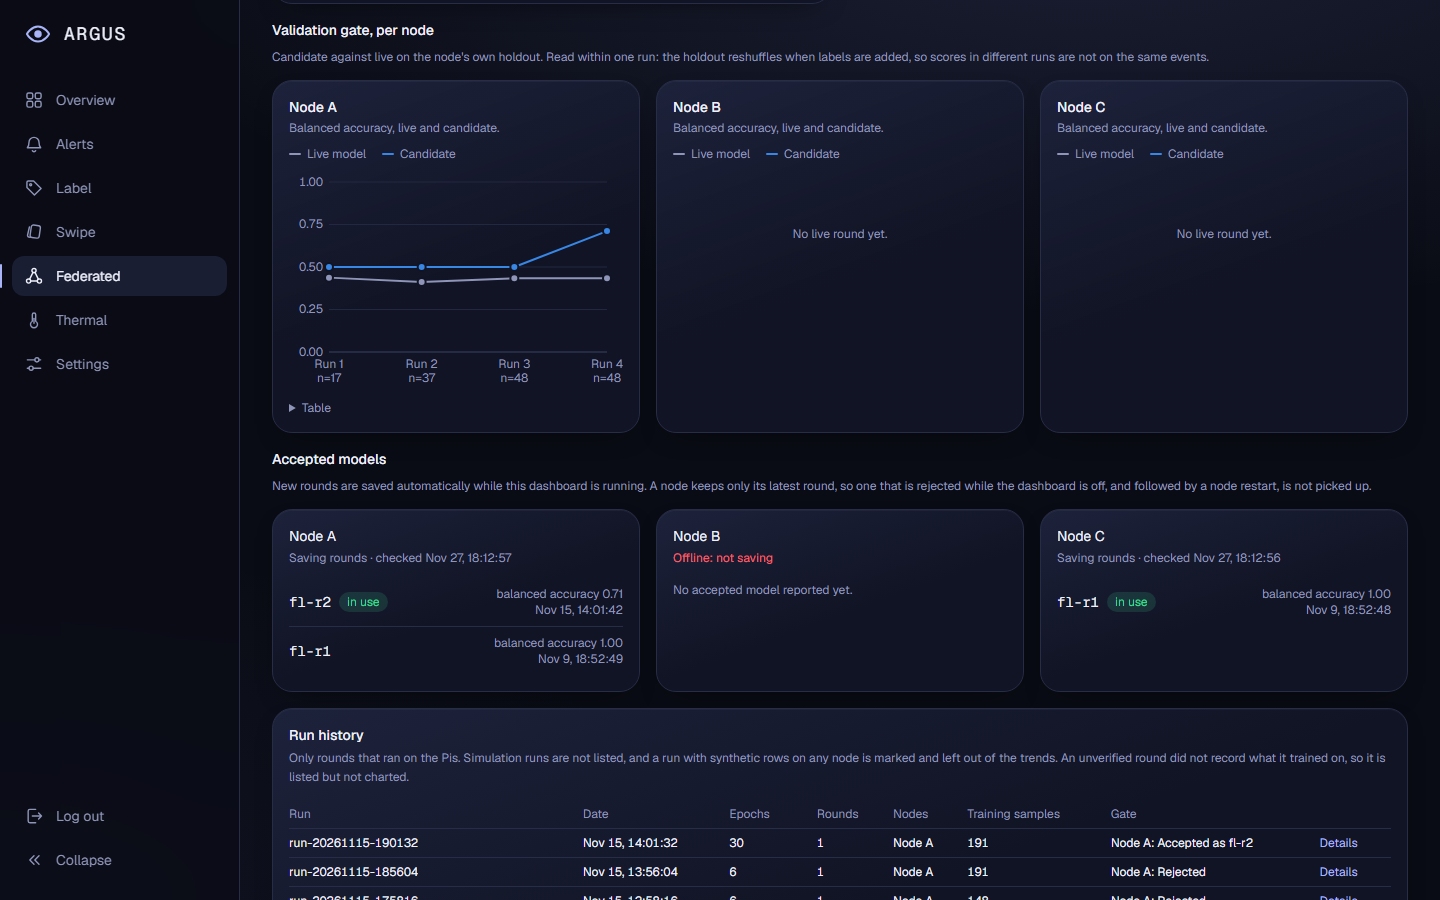 ARGUS
Overview
Alerts
Label
Swipe
Federated
Thermal
Settings
Log out
Collapse
Validation gate, per node
Candidate against live on the node's own holdout. Read within one run: the holdout reshuffles when labels are added, so scores in different runs are not on the same events.
Node A
Balanced accuracy, live and candidate.
Live model Candidate
1.00
0.75
0.50
0.25
0.00
Run 1 Run 2 Run 3 Run 4
n=17 n=37 n=48 n=48
Table
Node B
Balanced accuracy, live and candidate.
Live model Candidate
No live round yet.
Node C
Balanced accuracy, live and candidate.
Live model Candidate
No live round yet.
Accepted models
New rounds are saved automatically while this dashboard is running. A node keeps only its latest round, so one that is rejected while the dashboard is off, and followed by a node restart, is not picked up.
Node A
Saving rounds · checked Nov 27, 18:12:57
fl-r2 in use balanced accuracy 0.71
Nov 15, 14:01:42
fl-r1 balanced accuracy 1.00
Nov 9, 18:52:49
Node B
Offline: not saving
No accepted model reported yet.
Node C
Saving rounds · checked Nov 27, 18:12:56
fl-r1 in use balanced accuracy 1.00
Nov 9, 18:52:48
Run history
Only rounds that ran on the Pis. Simulation runs are not listed, and a run with synthetic rows on any node is marked and left out of the trends. An unverified round did not record what it trained on, so it is
listed but not charted.
Run Date Epochs Rounds Nodes Training samples Gate
run-20261115-190132 Nov 15, 14:01:32 30 1 Node A 191 Node A: Accepted as fl-r2 Details
run-20261115-185604 Nov 15, 13:56:04 6 1 Node A 191 Node A: Rejected Details